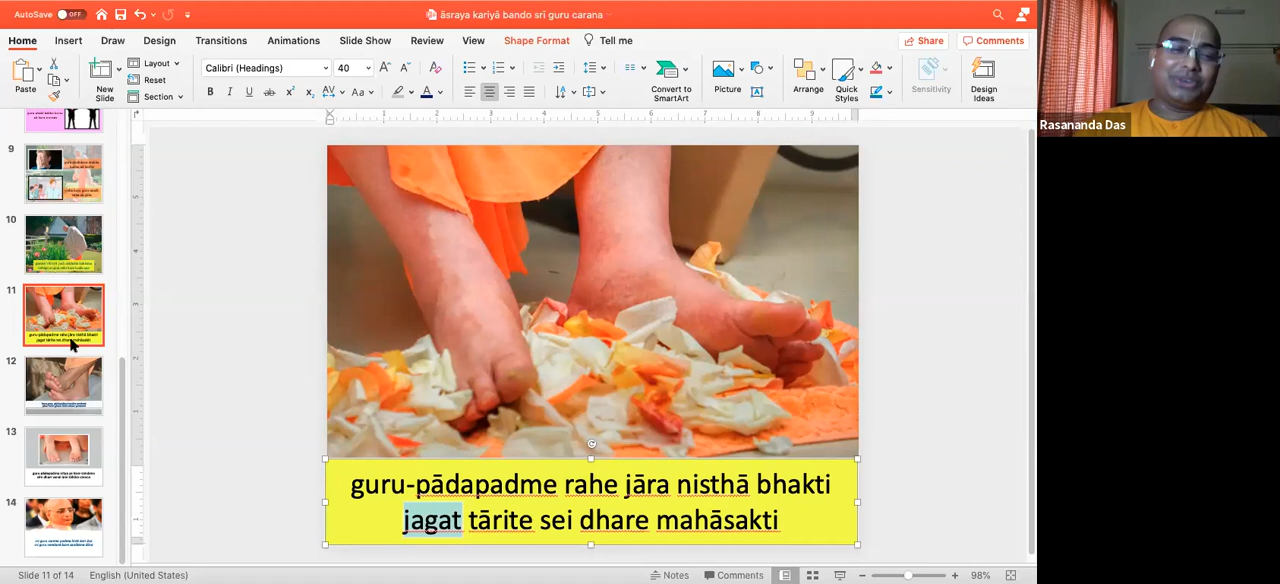 AutoSave OFF
āsraya kariyā bando srī guru carana
Home Insert Draw Design Transitions Animations Slide Show Review View Shape Format Tell me Share Comments
Paste
New Slide
Layout
Reset
Section
Calibri (Headings) 40
Convert to SmartArt
Picture
Arrange
Quick Styles
Sensitivity
Design Ideas
Rasananda Das
9
10
11
12
13
14
guru-pādapadme rahe jāra nisthā bhakti
jagat tārite sei dhare mahāsakti
Slide 11 of 14 English (United States) Notes Comments 98%